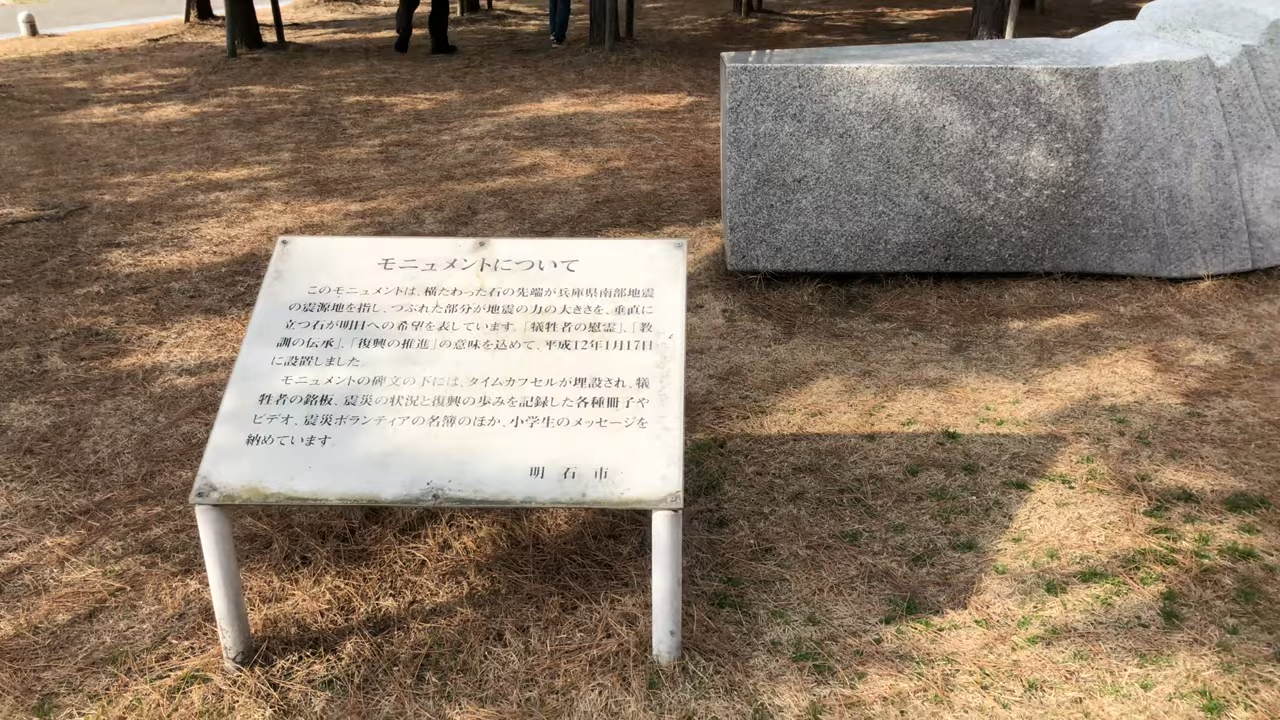 モニュメントについて
このモニュメントは、横たわった石の先端が兵庫県南部地震
の震源地を指し、つぶれた部分が地震の力の大きさを、垂直に
立つ石が明日への希望を表しています。「犠牲者の慰霊」、「教
訓の伝承」、「復興の推進」の意味を込めて、平成12年1月17日
に設置しました。
モニュメントの碑文の下には、タイムカプセルが埋設され、犠
牲者の銘板、震災の状況と復興の歩みを記録した各種冊子や
ビデオ、震災ボランティアの名簿のほか、小学生のメッセージを
納めています。
明石市